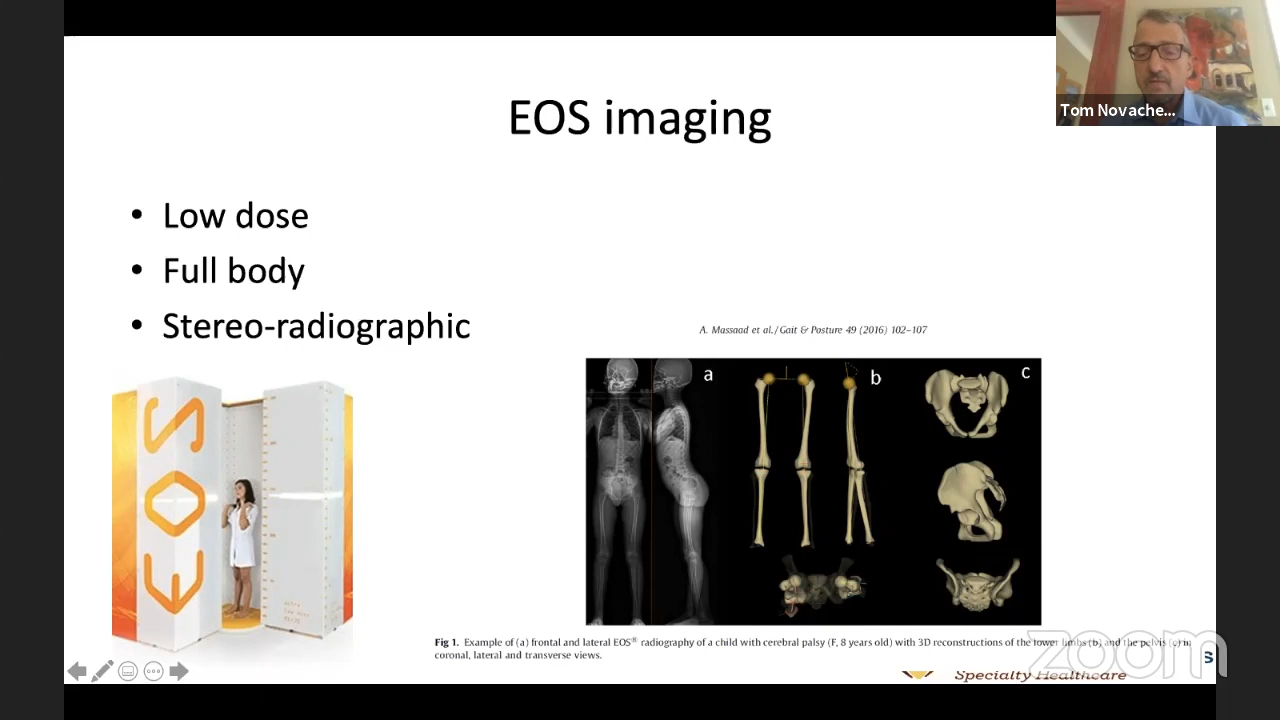 EOS imaging
Tom Novache...
• Low dose
• Full body
• Stereo-radiographic
A. Massaad et al. / Gait & Posture 49 (2016) 102–107
EOS
a
b
c
Fig 1. Example of (a) frontal and lateral EOS® radiography of a child with cerebral palsy (F, 8 years old) with 3D reconstructions of the lower limbs (b) and the pelvis (c) in
coronal, lateral and transverse views.
zoom
s
Specialty Healthcare